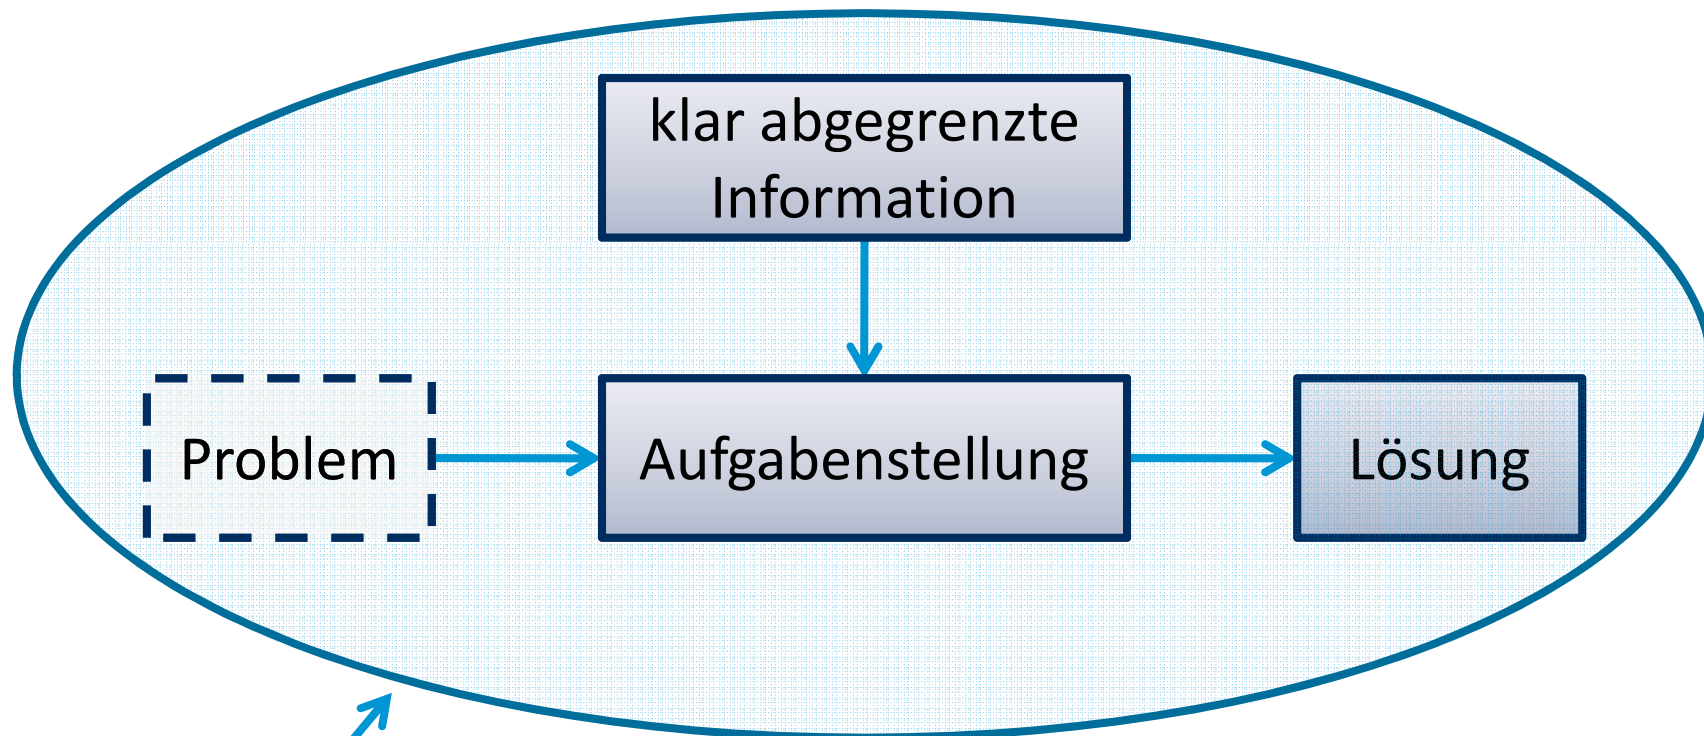 klar abgegrenzte
Information
Problem
Aufgabenstellung
Lösung